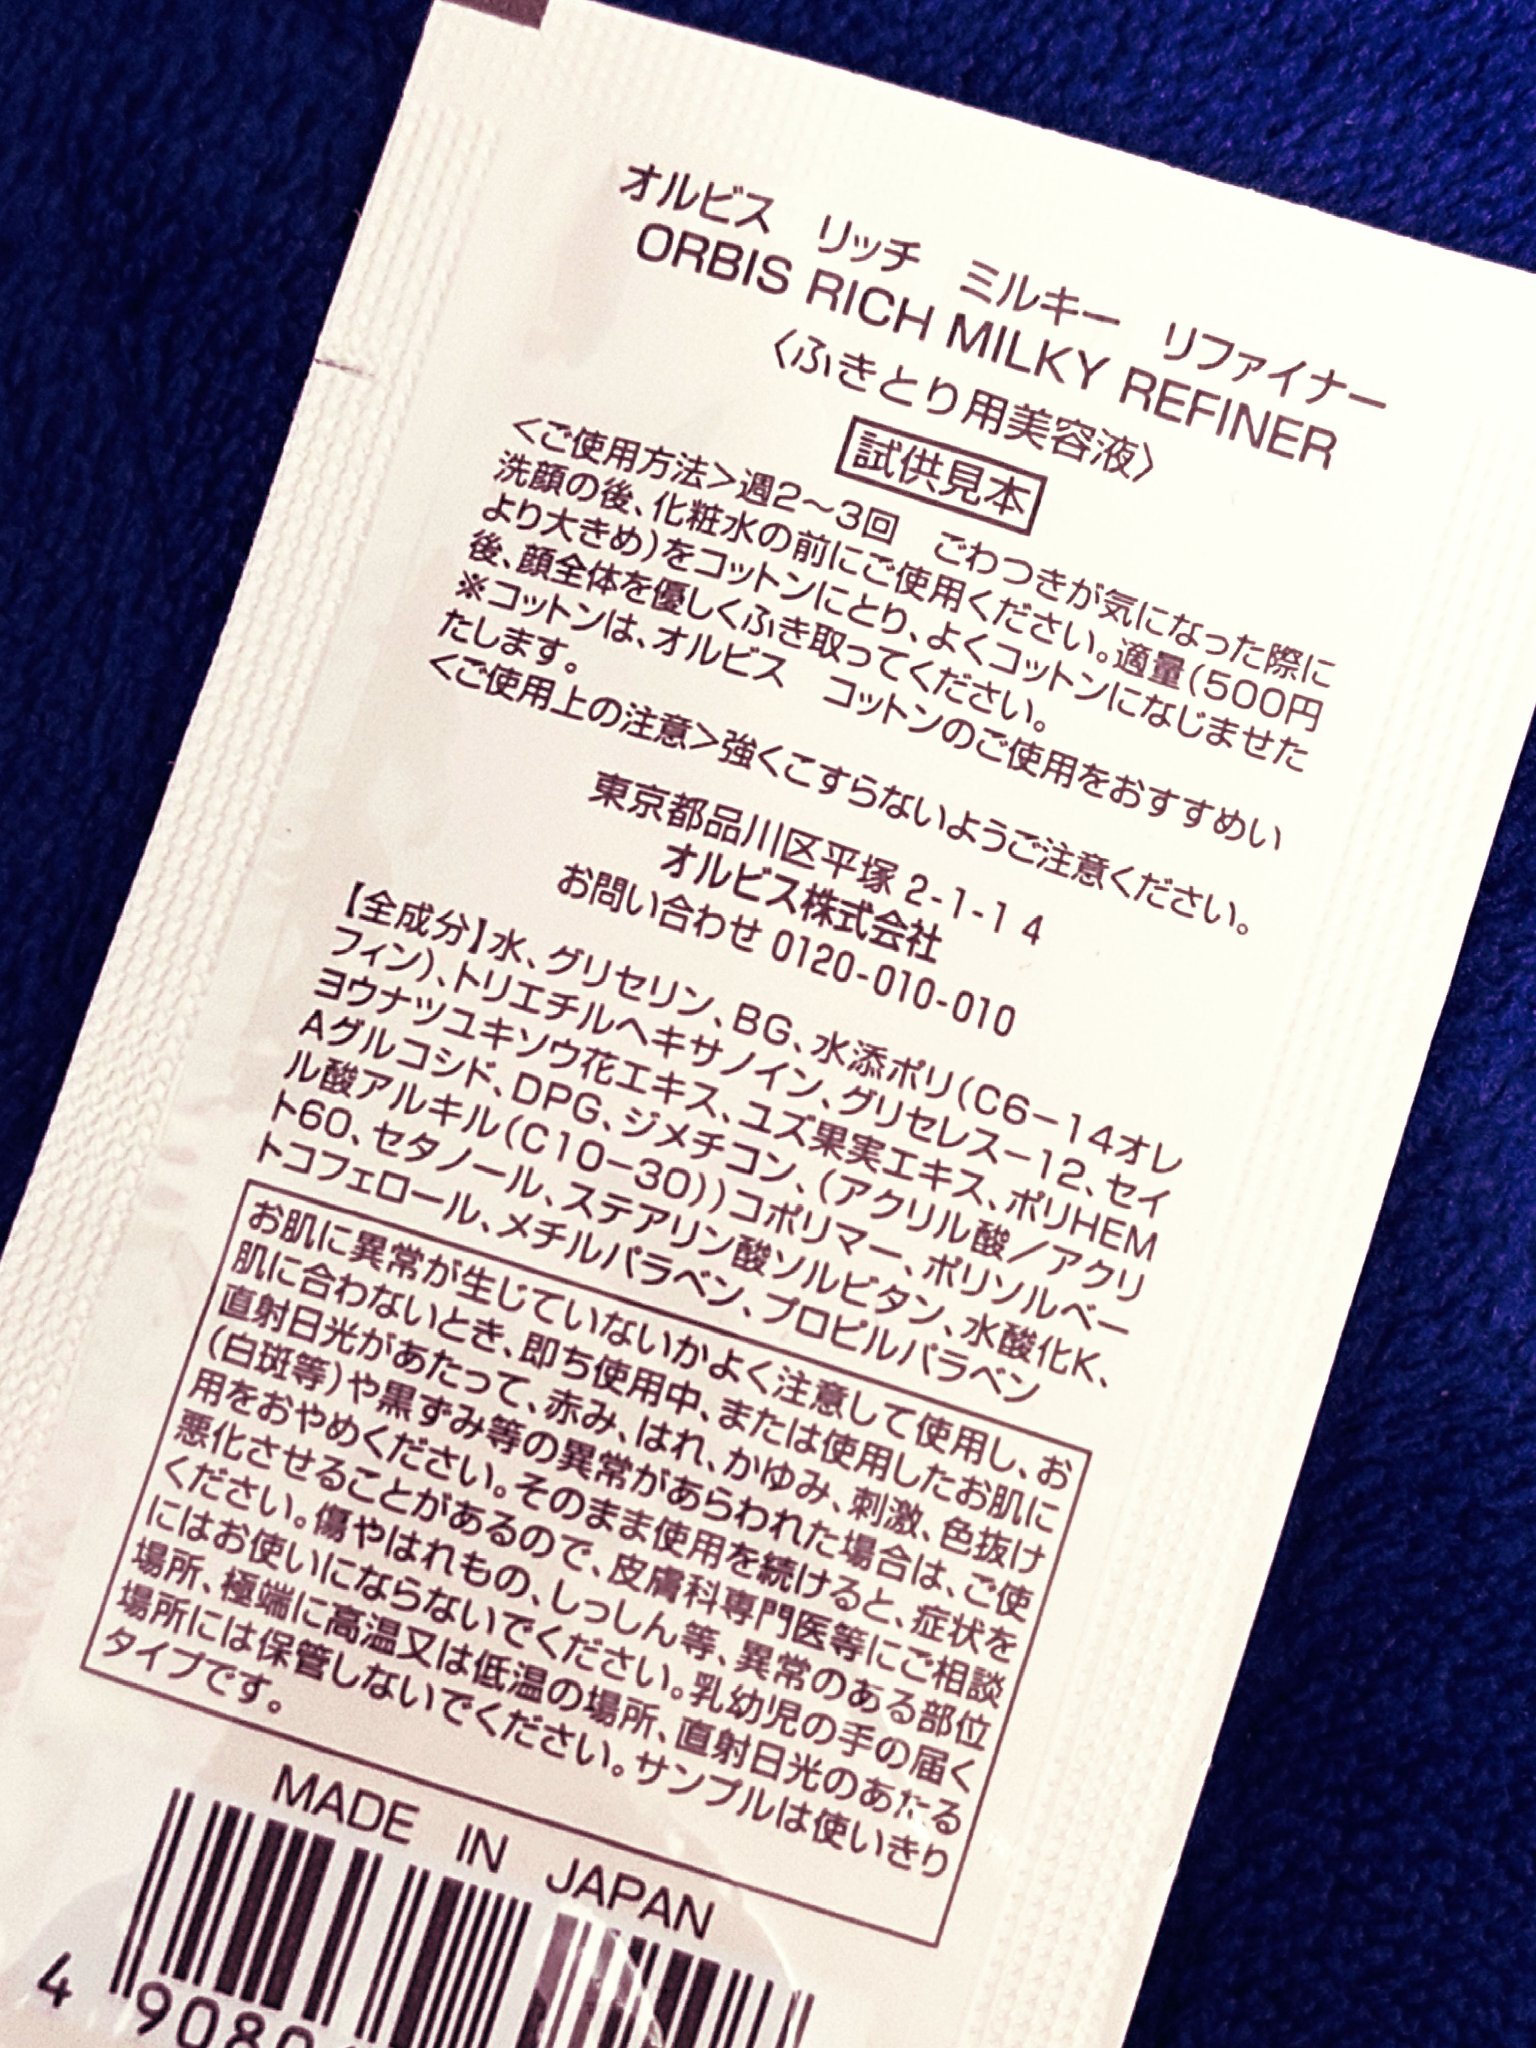 オルビス　リッチ　ミルキー　リファイナー
ORBIS RICH MILKY REFINER
〈ふきとり用美容液〉
試供見本
<ご使用方法>週2～3回　ごわつきが気になった際に
洗顔の後、化粧水の前にご使用ください。適量(500円
より大きめ)をコットンにとり、よくコットンになじませた
後、顔全体を優しくふき取ってください。
※コットンは、オルビス　コットンのご使用をおすすめい
たします。
<ご使用上の注意>強くこすらないようご注意ください。
東京都品川区平塚2-1-14
オルビス株式会社
お問い合わせ 0120-010-010
【全成分】水、グリセリン、BG、水添ポリ(C6－14オレ
フィン)、トリエチルヘキサノイン、グリセレス－12、セイ
ヨウナツユキソウ花エキス、ユズ果実エキス、ポリHEM
Aグルコシド、DPG、ジメチコン、(アクリル酸／アクリ
ル酸アルキル(C10－30))コポリマー、ポリソルベー
ト60、セタノール、ステアリン酸ソルビタン、水酸化K、
トコフェロール、メチルパラベン、プロピルパラベン
お肌に異常が生じていないかよく注意して使用し、お
肌に合わないとき、即ち使用中、または使用したお肌に
直射日光があたって、赤み、はれ、かゆみ、刺激、色抜け
(白斑等)や黒ずみ等の異常があらわれた場合は、ご使
用をおやめください。そのまま使用を続けると、症状を
悪化させることがあるので、皮膚科専門医等にご相談
ください。傷やはれもの、しっしん等、異常のある部位
にはお使いにならないでください。乳幼児の手の届く
場所、極端に高温又は低温の場所、直射日光のあたる
場所には保管しないでください。サンプルは使いきり
タイプです。
MADE IN JAPAN
4 9080